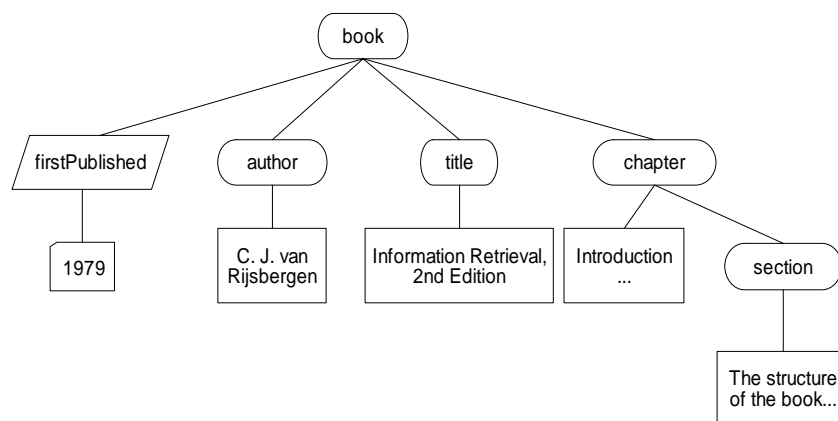 book
firstPublished
author
title
chapter
1979
C. J. van
Rijsbergen
Information Retrieval,
2nd Edition
Introduction
...
section
The structure
of the book...